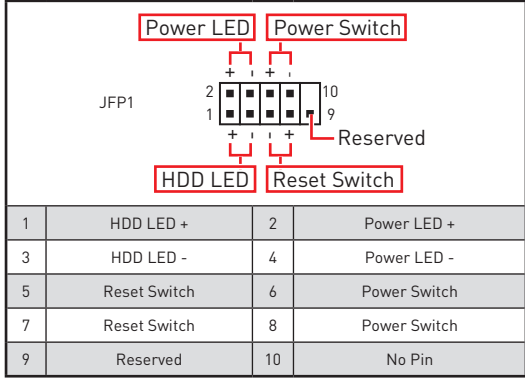 Power LED Power Switch
+ - + -
JFP1
2 10
1 9
+ - - +
Reserved
HDD LED Reset Switch
1 HDD LED + 2 Power LED +
3 HDD LED - 4 Power LED -
5 Reset Switch 6 Power Switch
7 Reset Switch 8 Power Switch
9 Reserved 10 No Pin